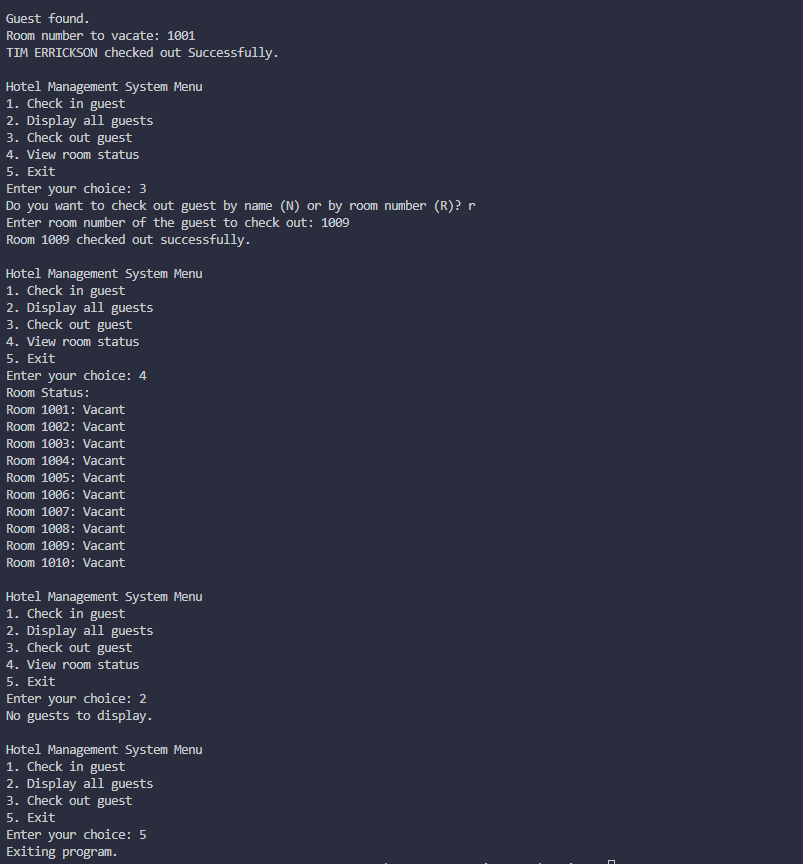 Guest found.
Room number to vacate: 1001
TIM ERRICKSON checked out Successfully.
Hotel Management System Menu
1. Check in guest
2. Display all guests
3. Check out guest
4. View room status
5. Exit
Enter your choice: 3
Do you want to check out guest by name (N) or by room number (R)? r
Enter room number of the guest to check out: 1009
Room 1009 checked out successfully.
Hotel Management System Menu
1. Check in guest
2. Display all guests
3. Check out guest
4. View room status
5. Exit
Enter your choice: 4
Room Status:
Room 1001: Vacant
Room 1002: Vacant
Room 1003: Vacant
Room 1004: Vacant
Room 1005: Vacant
Room 1006: Vacant
Room 1007: Vacant
Room 1008: Vacant
Room 1009: Vacant
Room 1010: Vacant
Hotel Management System Menu
1. Check in guest
2. Display all guests
3. Check out guest
4. View room status
5. Exit
Enter your choice: 2
No guests to display.
Hotel Management System Menu
1. Check in guest
2. Display all guests
3. Check out guest
5. Exit
Enter your choice: 5
Exiting program.